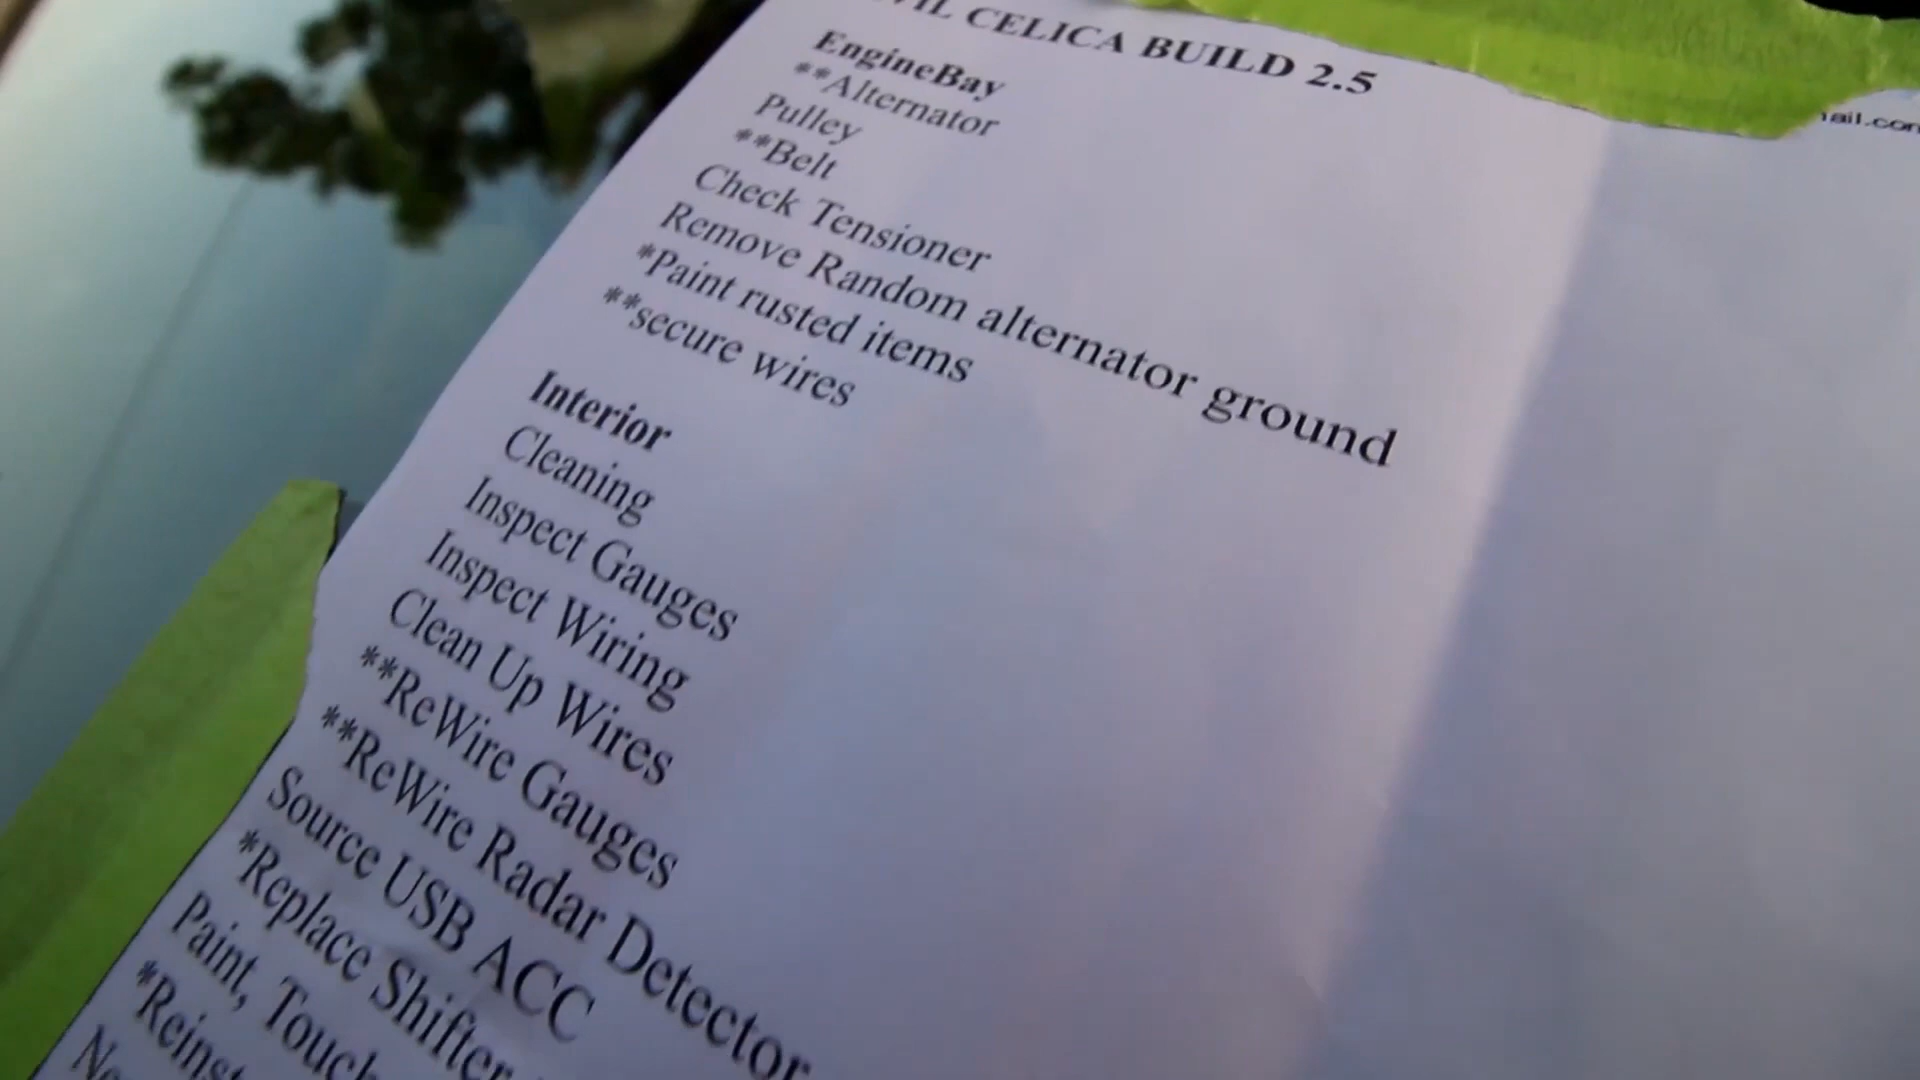 CELICA BUILD 2.5
EngineBay
**Alternator
Pulley
**Belt
Check Tensioner
Remove Random alternator ground
*Paint rusted items
**secure wires
Interior
Cleaning
Inspect Gauges
Inspect Wiring
Clean Up Wires
**ReWire Gauges
**ReWire Radar Detector
Source USB ACC
*Replace Shifter
Paint, Touch